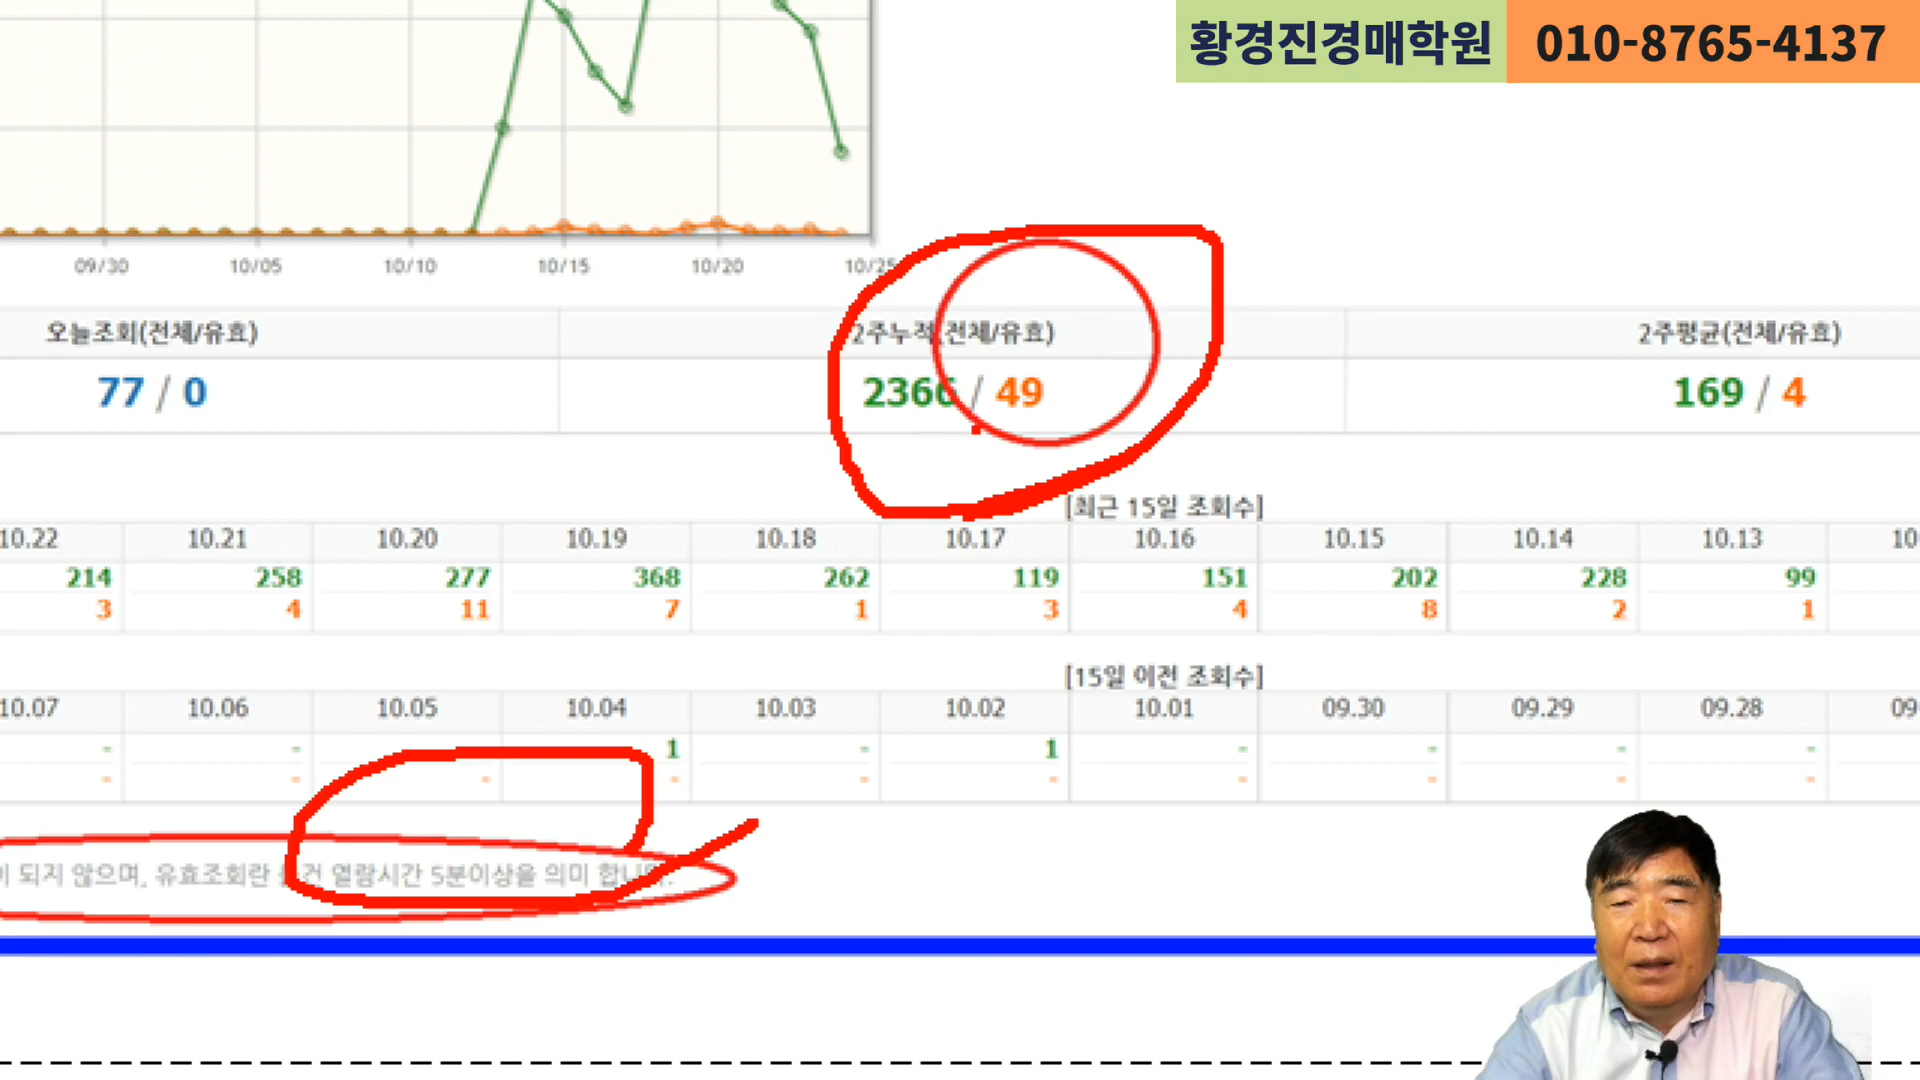 황경진경매학원 010-8765-4137
09/30 10/05 10/10 10/15 10/20 10/25
오늘조회(전체/유효) 2주누적(전체/유효) 2주평균(전체/유효)
77 / 0 2366 / 49 169 / 4
[최근 15일 조회수]
10.22 10.21 10.20 10.19 10.18 10.17 10.16 10.15 10.14 10.13 10
214 258 277 368 262 119 151 202 228 99
3 4 11 7 1 3 4 8 2 1
[15일 이전 조회수]
10.07 10.06 10.05 10.04 10.03 10.02 10.01 09.30 09.29 09.28 09
- - 1 - 1 - - - -
- - - - - - - - - -
되지 않으며, 유효조회란 건 열람시간 5분이상을 의미 합니다.